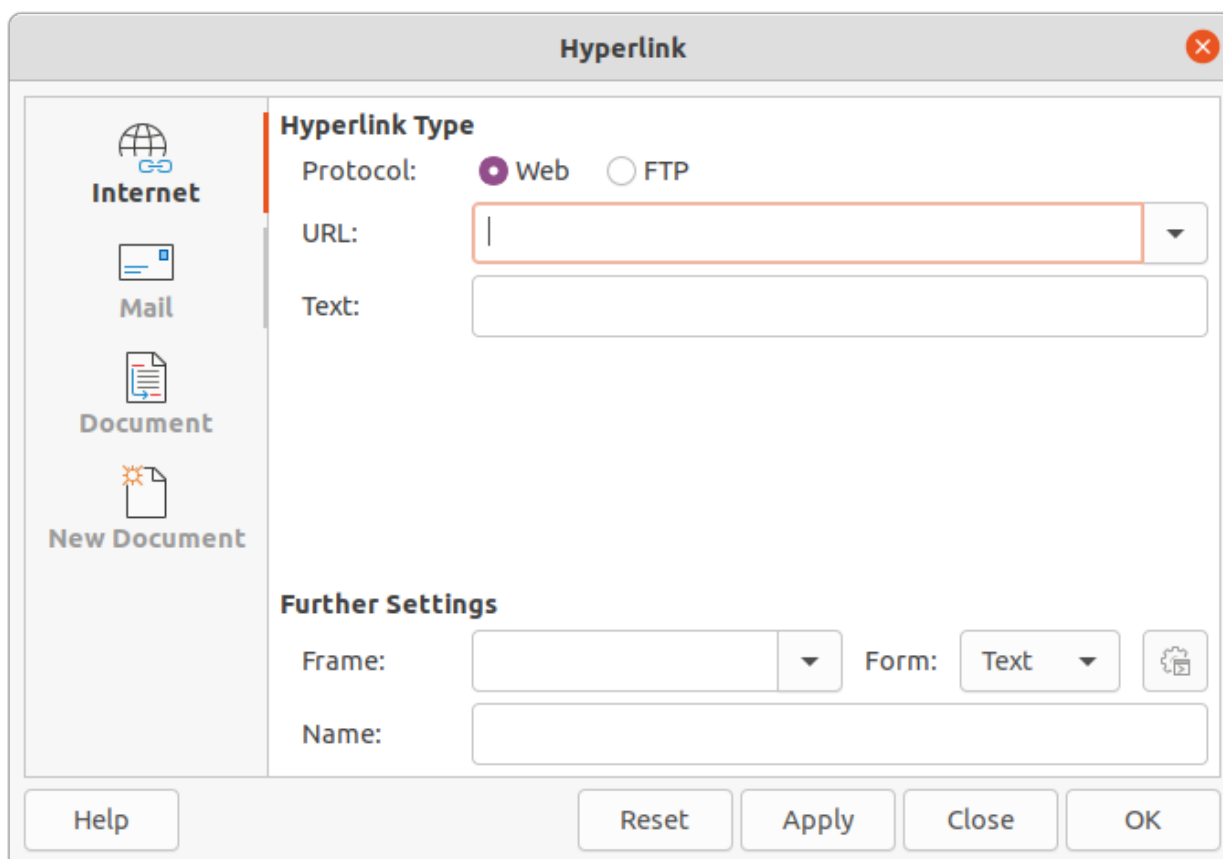 Hyperlink
Internet
Mail
Document
New Document
Hyperlink Type
Protocol: Web FTP
URL:
Text:
Further Settings
Frame: Form: Text
Name:
Help Reset Apply Close OK